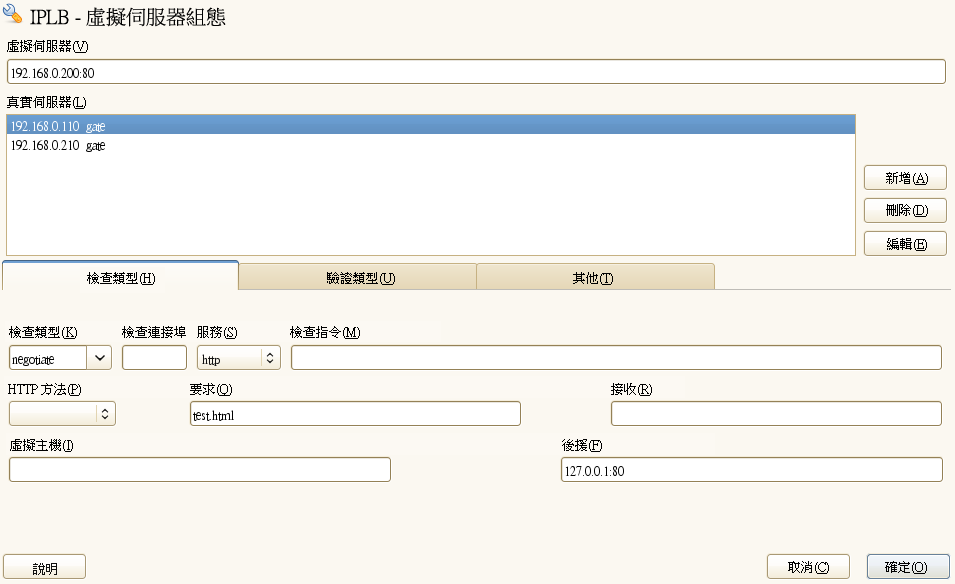 IPLB - 虛擬伺服器組態
虛擬伺服器(V)
192.168.0.200:80
真實伺服器(L)
192.168.0.110 gate
192.168.0.210 gate
新增(A)
刪除(D)
編輯(E)
檢查類型(H) 驗證類型(U) 其他(T)
檢查類型(K) 檢查連接埠 服務(S) 檢查指令(M)
negotiate http
HTTP 方法(P) 要求(Q) 接收(R)
test.html
虛擬主機(I) 後援(F)
127.0.0.1:80
說明 取消(C) 確定(O)